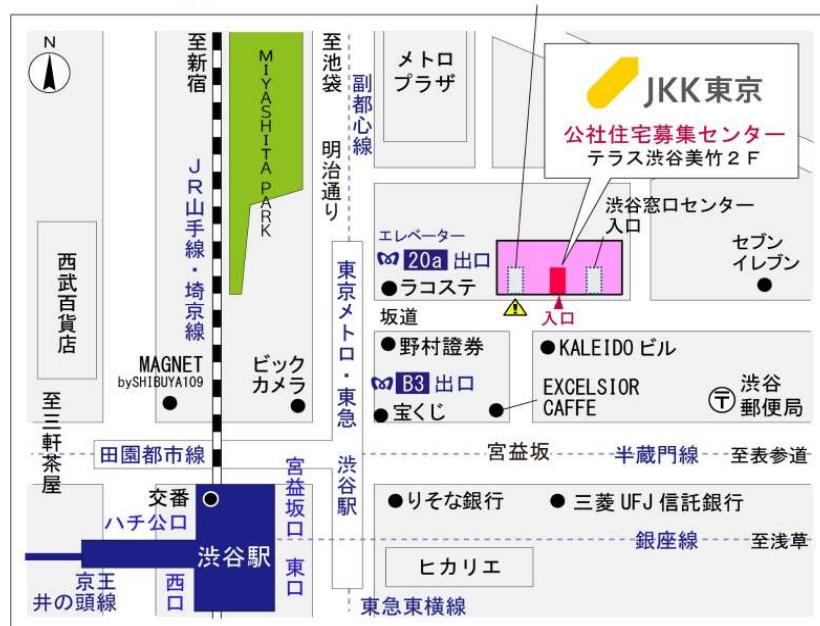 N
至新宿
MIYASHITA PARK
至池袋
副都心線
明治通り
メトロ
プラザ
JKK東京
公社住宅募集センター
テラス渋谷美竹2F
JR山手線・埼京線
西武百貨店
エレベーター
20a 出口
ラコステ
渋谷窓口センター
入口
セブン
イレブン
入口
坂道
東京メトロ・東急 渋谷駅
MAGNET
bySHIBUYA109
ビック
カメラ
野村證券
KALEIDO ビル
B3 出口
宝くじ
EXCELSIOR
CAFFE
〒 渋谷
郵便局
至三軒茶屋
田園都市線
宮益坂
半蔵門線
至表参道
交番
ハチ公口
宮益坂口
りそな銀行
三菱UFJ信託銀行
渋谷駅
銀座線
至浅草
京王
井の頭線
西口
東口
ヒカリエ
東急東横線